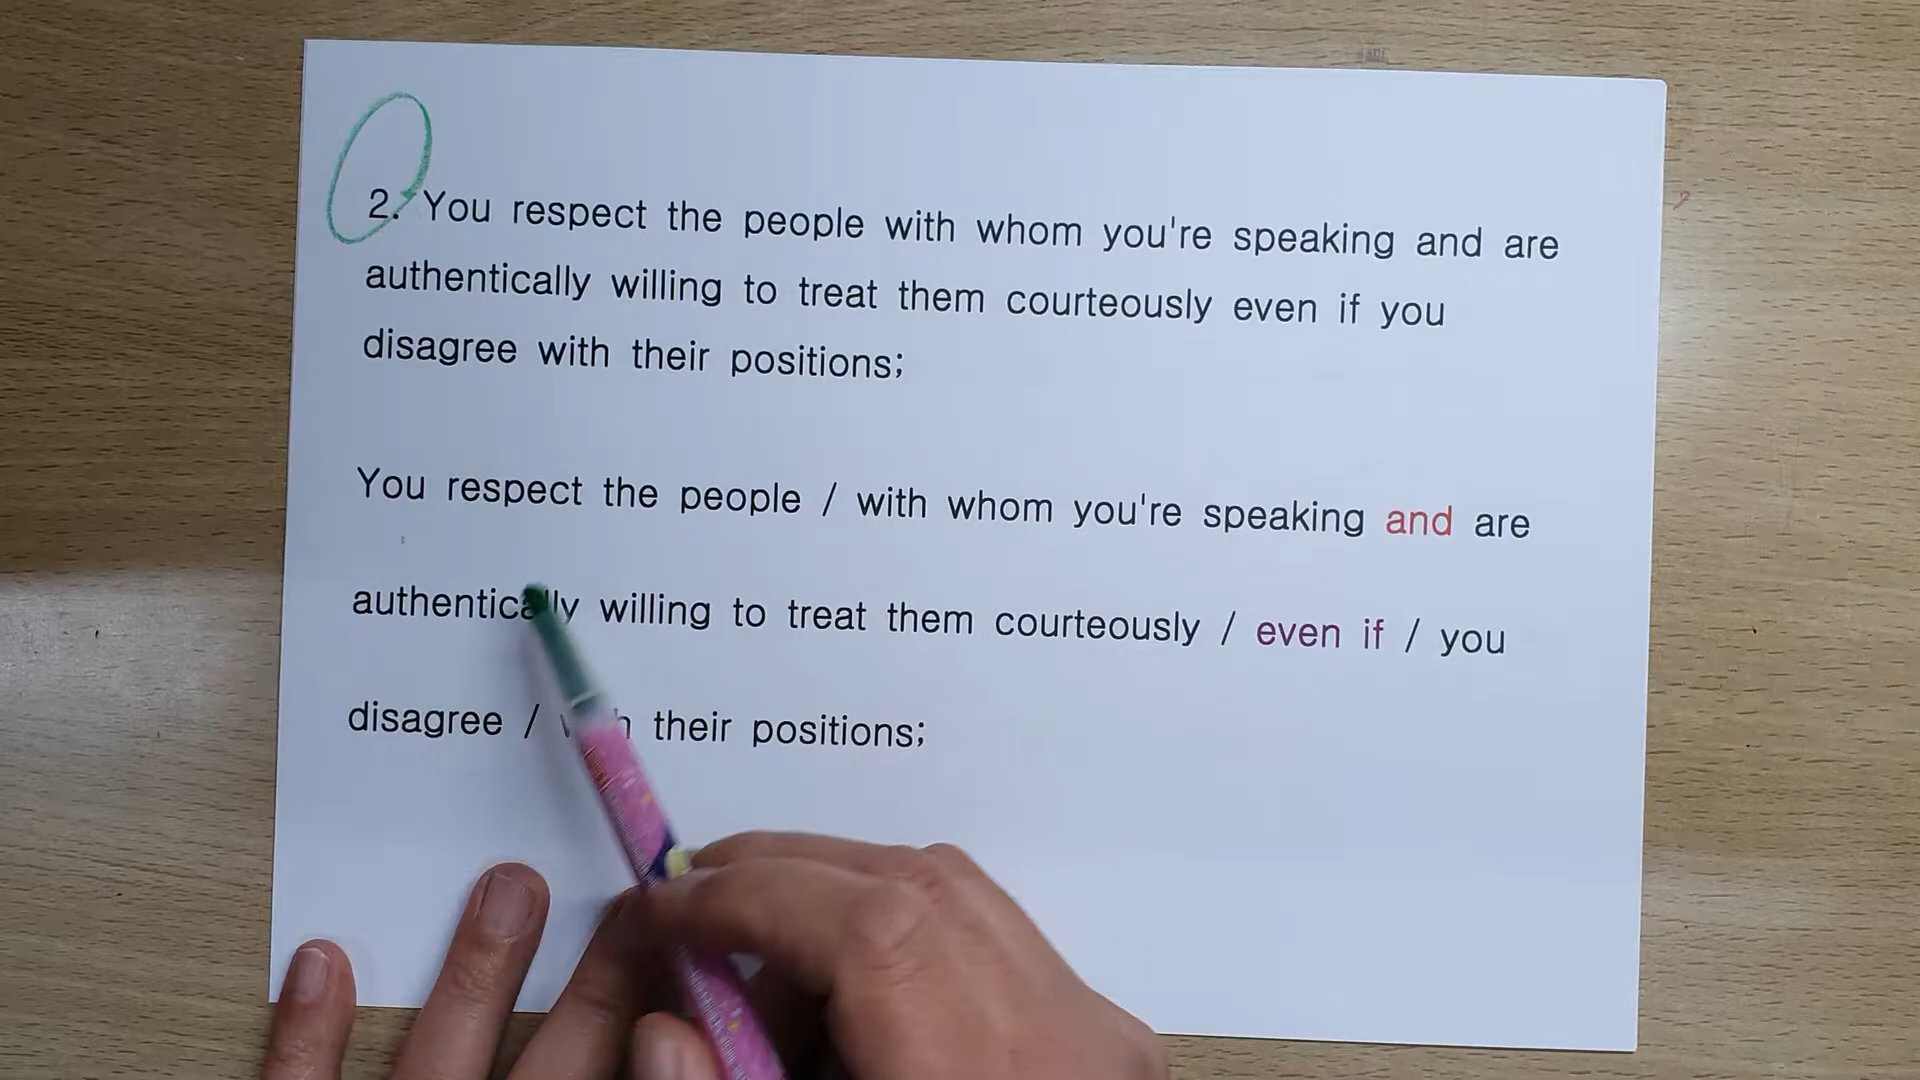 2. You respect the people with whom you're speaking and are
authentically willing to treat them courteously even if you
disagree with their positions;
You respect the people / with whom you're speaking and are
authentically willing to treat them courteously / even if / you
disagree / their positions;